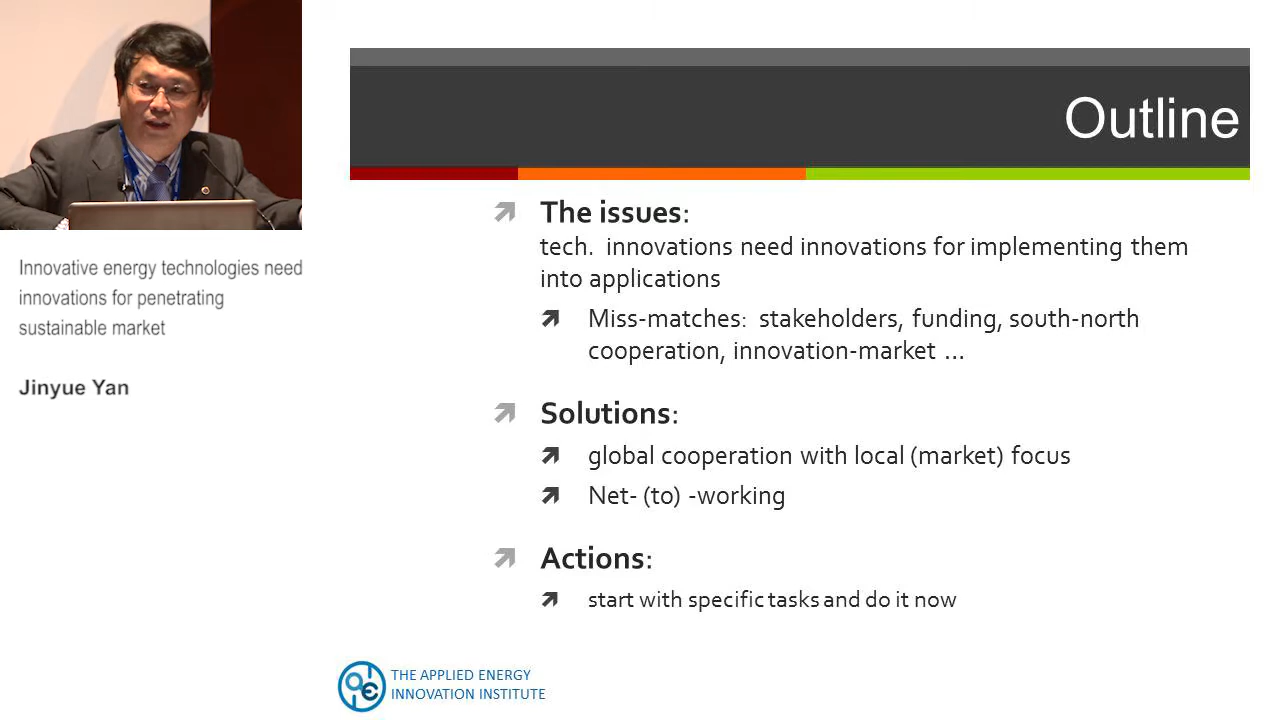 Outline
The issues:
tech. innovations need innovations for implementing them
into applications
Miss-matches: stakeholders, funding, south-north
cooperation, innovation-market ...
Solutions:
global cooperation with local (market) focus
Net- (to) -working
Actions:
start with specific tasks and do it now
THE APPLIED ENERGY
INNOVATION INSTITUTE
Innovative energy technologies need
innovations for penetrating
sustainable market
Jinyue Yan